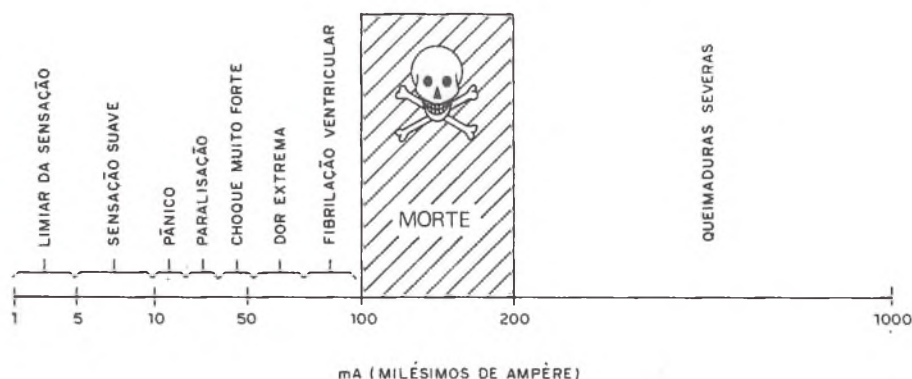 LIMIAR DA SENSAÇÃO
SENSAÇÃO SUAVE
PÂNICO
PARALISAÇÃO
CHOQUE MUITO FORTE
DOR EXTREMA
FIBRILAÇÃO VENTRICULAR
MORTE
QUEIMADURAS SEVERAS
1 5 10 50 100 200 1000
mA (MILÉSIMOS DE AMPÈRE)